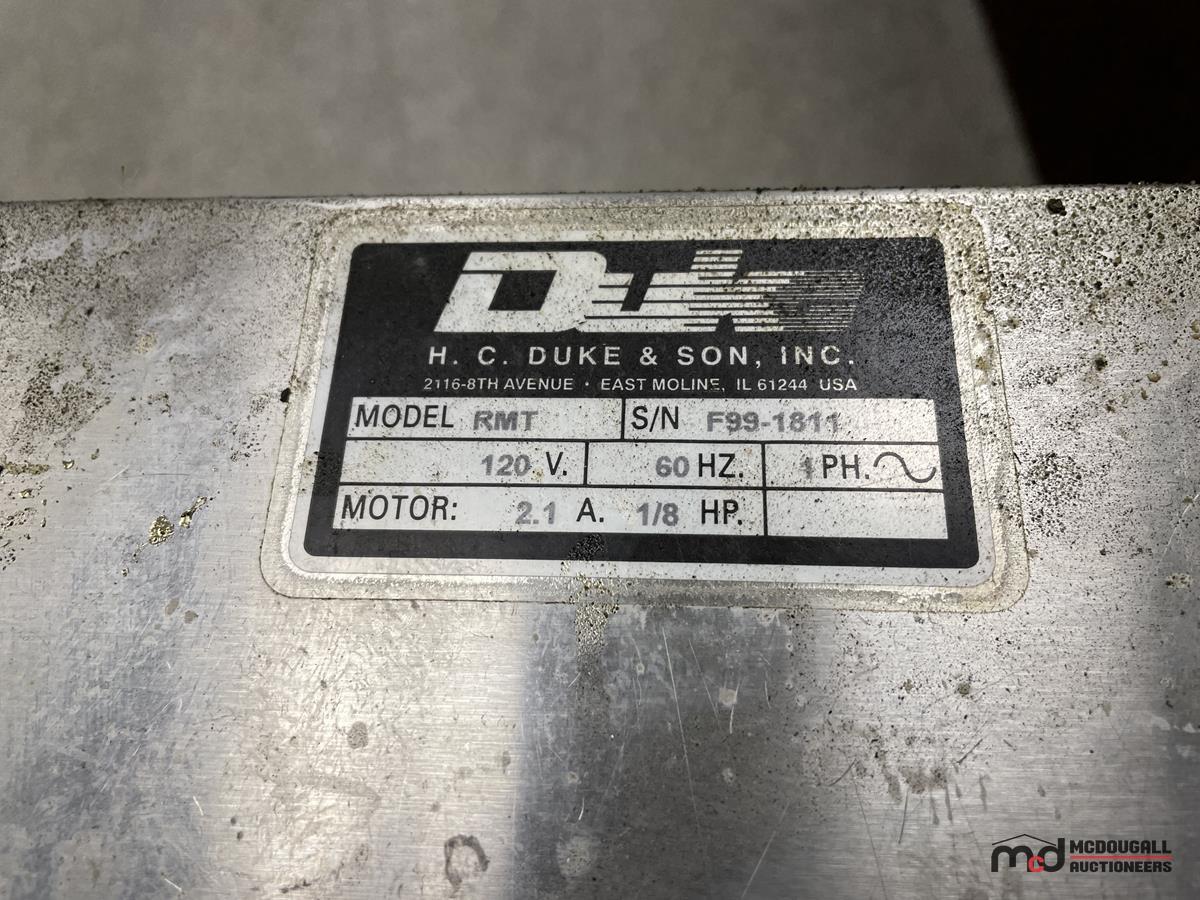 Duke
H. C. DUKE & SON, INC.
2116-8TH AVENUE · EAST MOLINE, IL 61244 USA
MODEL RMT S/N F99-1811
120 V. 60 HZ. 1 PH.
MOTOR: 2.1 A. 1/8 HP.
mcd MCDOUGALL
AUCTIONEERS